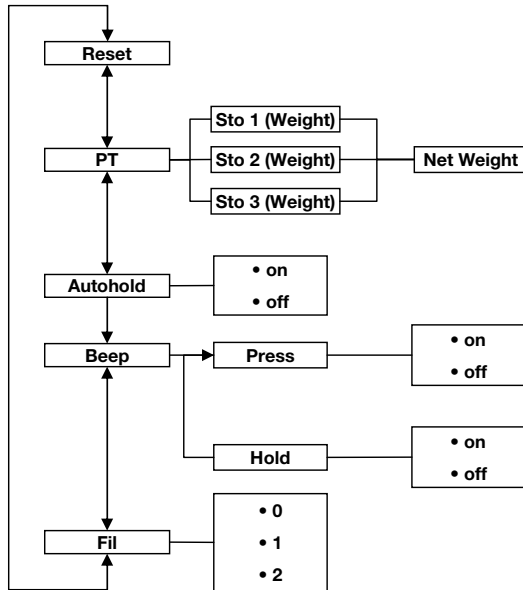 Reset
Sto 1 (Weight)
PT
Sto 2 (Weight)
Net Weight
Sto 3 (Weight)
Autohold
• on
• off
Beep
Press
• on
• off
Hold
• on
• off
Fil
• 0
• 1
• 2